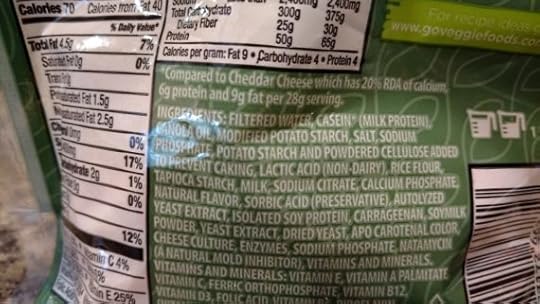 Calories 70 Calories from Fat 40
% Daily Value*
Total Fat 4.5g 7%
Saturated Fat 0g 0%
Trans
Polyunsaturated Fat 1.5g
Monounsaturated Fat 2.5g
0%
17%
2g 1%
0%
12%
C 4%
E 25%
2,400mg 2,400mg
Total Carbohydrate 300g 375g
Dietary Fiber 25g 30g
Protein 50g 65g
Calories per gram: Fat 9 • Carbohydrate 4 • Protein 4
For recipe ideas
www.goveggiefoods.com
*Compared to Cheddar Cheese which has 20% RDA of calcium,
6g protein and 9g fat per 28g serving.
INGREDIENTS: FILTERED WATER, CASEIN* (MILK PROTEIN),
CANOLA OIL, MODIFIED POTATO STARCH, SALT, SODIUM
PHOSPHATE, POTATO STARCH AND POWDERED CELLULOSE ADDED
TO PREVENT CAKING, LACTIC ACID (NON-DAIRY), RICE FLOUR,
TAPIOCA STARCH, MILK, SODIUM CITRATE, CALCIUM PHOSPHATE,
NATURAL FLAVOR, SORBIC ACID (PRESERVATIVE), AUTOLYZED
YEAST EXTRACT, ISOLATED SOY PROTEIN, CARRAGEENAN, SOYMILK
POWDER, YEAST EXTRACT, DRIED YEAST, APO CAROTENAL COLOR,
CHEESE CULTURE, ENZYMES, SODIUM PHOSPHATE, NATAMYCIN
(A NATURAL MOLD INHIBITOR), VITAMINS AND MINERALS.
VITAMINS AND MINERALS: VITAMIN E, VITAMIN A PALMITATE,
VITAMIN C, FERRIC ORTHOPHOSPHATE, VITAMIN B12,
VITAMIN D3, FOLIC ACID,